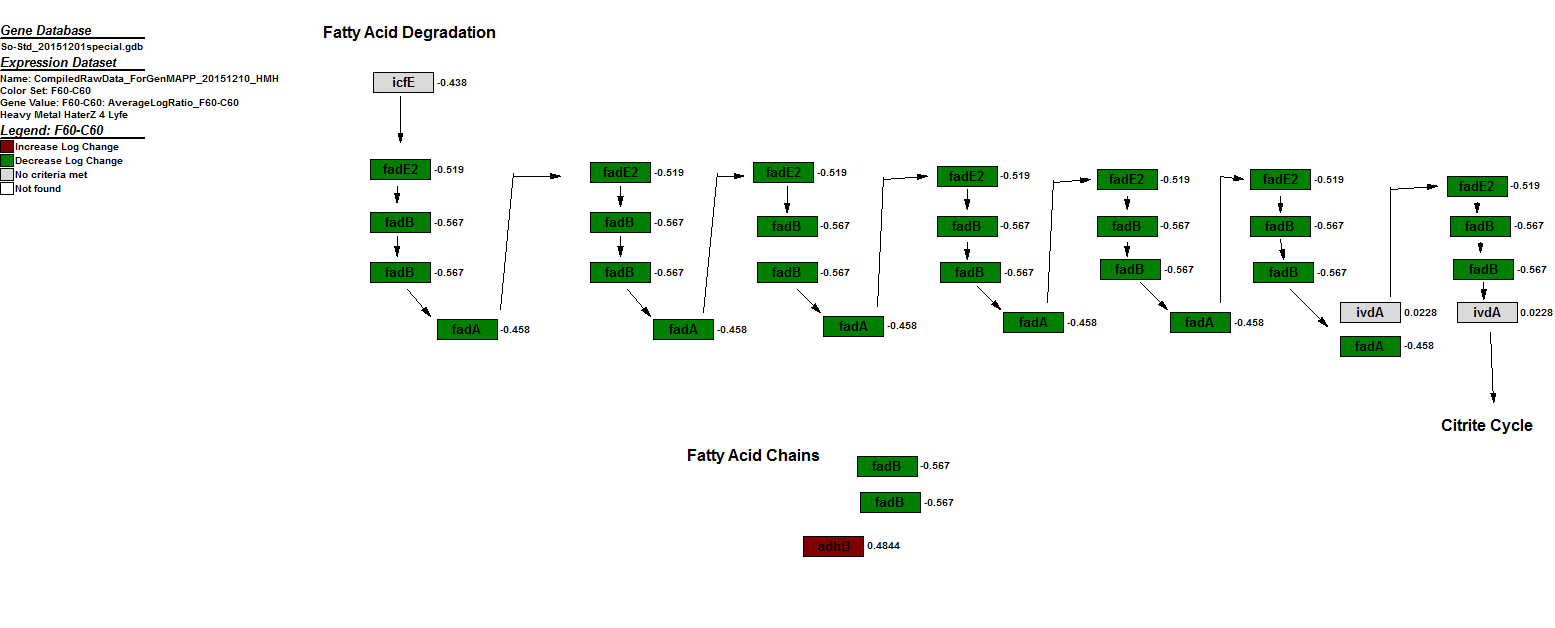 Gene Database
So-Std_20151201special.gdb
Expression Dataset
Name: CompiledRawData_ForGenMAPP_20151210_HMH
Color Set: F60-C60
Gene Value: F60-C60: AverageLogRatio_F60-C60
Heavy Metal HaterZ 4 Lyfe
Legend: F60-C60
Increase Log Change
Decrease Log Change
No criteria met
Not found
Fatty Acid Degradation
icfE -0.438
fadE2 -0.519
fadB -0.567
fadB -0.567
fadA -0.458
fadE2 -0.519
fadB -0.567
fadB -0.567
fadA -0.458
fadE2 -0.519
fadB -0.567
fadB -0.567
fadA -0.458
fadE2 -0.519
fadB -0.567
fadB -0.567
fadA -0.458
fadE2 -0.519
fadB -0.567
fadB -0.567
fadA -0.458
fadE2 -0.519
fadB -0.567
fadB -0.567
ivdA 0.0228
fadA -0.458
fadE2 -0.519
fadB -0.567
fadB -0.567
ivdA 0.0228
Citrite Cycle
Fatty Acid Chains
fadB -0.567
fadB -0.567
adhB 0.4844